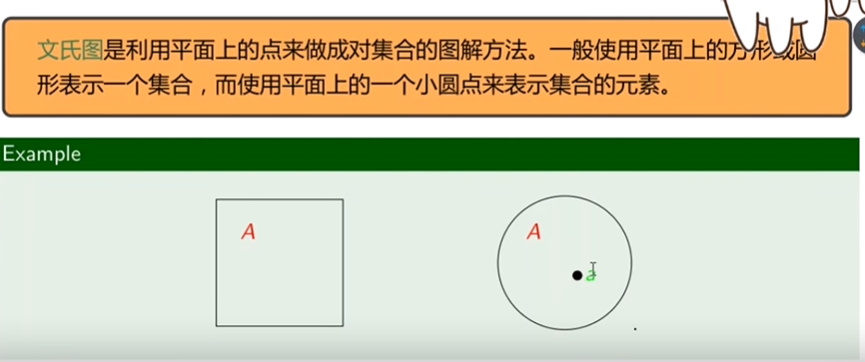 文氏图是利用平面上的点来做成对集合的图解方法。一般使用平面上的方形或圆
形表示一个集合，而使用平面上的一个小圆点来表示集合的元素。
Example
A
A
a